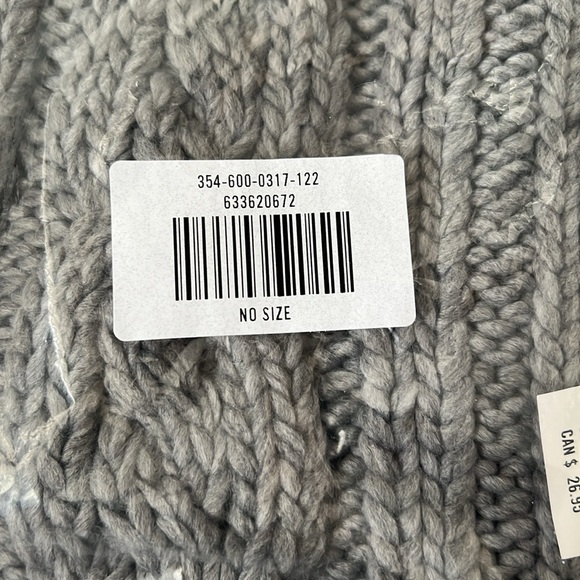 354-600-0317-122
633620672
NO SIZE
CAN $ 26.95